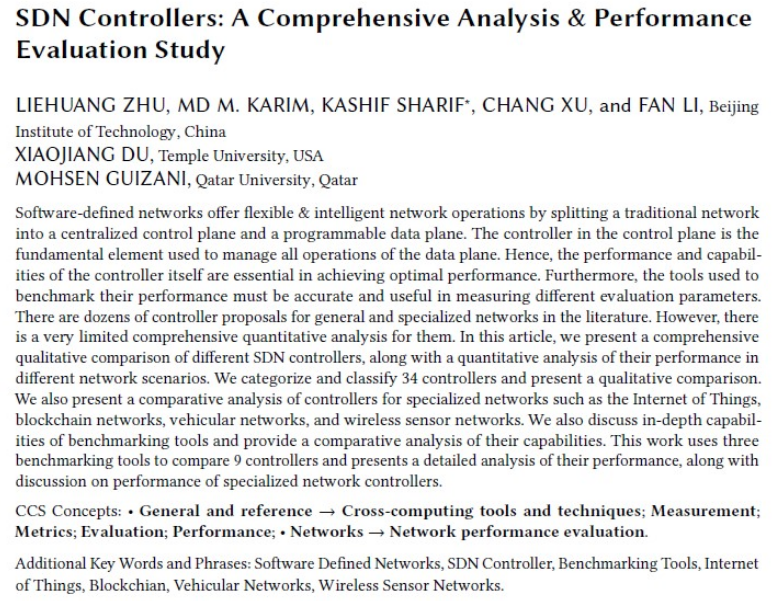 SDN Controllers: A Comprehensive Analysis & Performance
Evaluation Study
LIEHUANG ZHU, MD M. KARIM, KASHIF SHARIF*, CHANG XU, and FAN LI, Beijing
Institute of Technology, China
XIAOJIANG DU, Temple University, USA
MOHSEN GUIZANI, Qatar University, Qatar
Software-defined networks offer flexible & intelligent network operations by splitting a traditional network
into a centralized control plane and a programmable data plane. The controller in the control plane is the
fundamental element used to manage all operations of the data plane. Hence, the performance and capabil-
ities of the controller itself are essential in achieving optimal performance. Furthermore, the tools used to
benchmark their performance must be accurate and useful in measuring different evaluation parameters.
There are dozens of controller proposals for general and specialized networks in the literature. However, there
is a very limited comprehensive quantitative analysis for them. In this article, we present a comprehensive
qualitative comparison of different SDN controllers, along with a quantitative analysis of their performance in
different network scenarios. We categorize and classify 34 controllers and present a qualitative comparison.
We also present a comparative analysis of controllers for specialized networks such as the Internet of Things,
blockchain networks, vehicular networks, and wireless sensor networks. We also discuss in-depth capabil-
ities of benchmarking tools and provide a comparative analysis of their capabilities. This work uses three
benchmarking tools to compare 9 controllers and presents a detailed analysis of their performance, along with
discussion on performance of specialized network controllers.
CCS Concepts: • General and reference → Cross-computing tools and techniques; Measurement;
Metrics; Evaluation; Performance; • Networks → Network performance evaluation.
Additional Key Words and Phrases: Software Defined Networks, SDN Controller, Benchmarking Tools, Internet
of Things, Blockchian, Vehicular Networks, Wireless Sensor Networks.